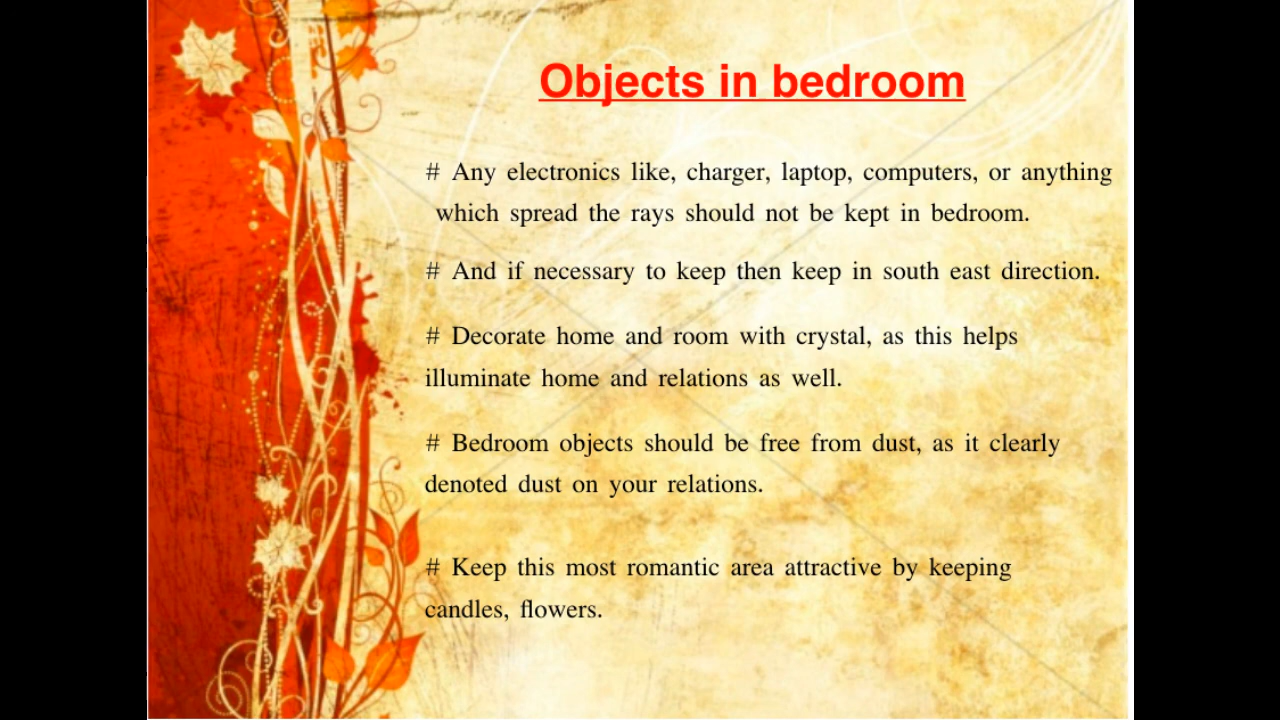 Objects in bedroom
# Any electronics like, charger, laptop, computers, or anything
which spread the rays should not be kept in bedroom.
# And if necessary to keep then keep in south east direction.
# Decorate home and room with crystal, as this helps
illuminate home and relations as well.
# Bedroom objects should be free from dust, as it clearly
denoted dust on your relations.
# Keep this most romantic area attractive by keeping
candles, flowers.